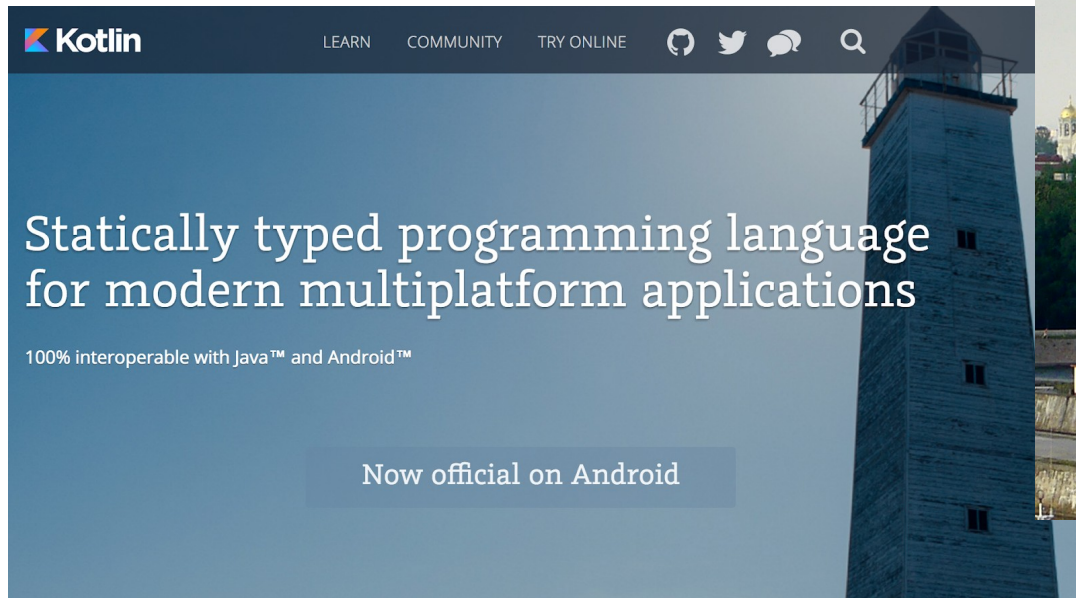 Kotlin
LEARN COMMUNITY TRY ONLINE
Statically typed programming language
for modern multiplatform applications
100% interoperable with Java™ and Android™
Now official on Android